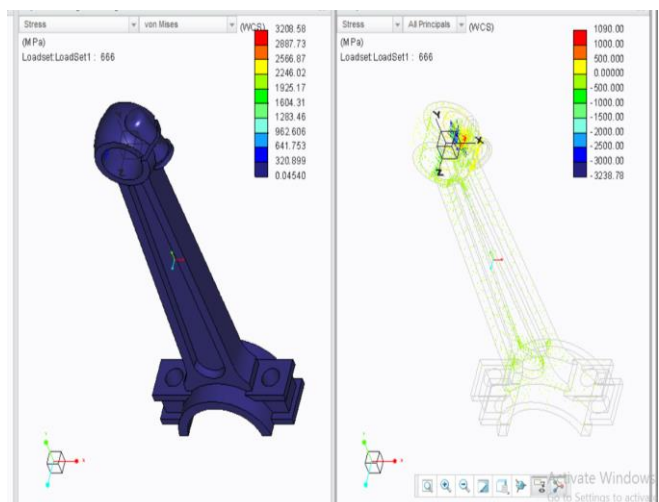 Stress von Mises (WCS)
(MPa)
Loadset:LoadSet1 : 666
3208.58
2887.73
2566.87
2246.02
1925.17
1604.31
1283.46
962.606
641.753
320.899
0.04540
Stress All Principals (WCS)
(MPa)
Loadset:LoadSet1 : 666
1090.00
1000.00
500.000
0.00000
-500.000
-1000.00
-1500.00
-2000.00
-2500.00
-3000.00
-3238.78
Activate Windows
Go to Settings to activa